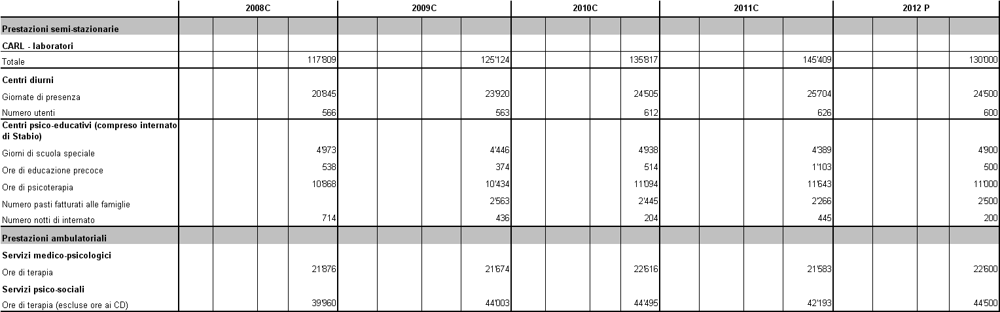 2008C 2009C 2010C 2011C 2012 P
Prestazioni semi-stazionarie
CARL - laboratori
Totale 117'809 125'124 135'817 145'409 130'000
Centri diurni
Giornate di presenza 20'845 23'920 24'505 25'704 24'500
Numero utenti 566 563 612 626 600
Centri psico-educativi (compreso internato
di Stabio)
Giorni di scuola speciale 4'973 4'446 4'938 4'389 4'900
Ore di educazione precoce 538 374 514 1'103 500
Ore di psicoterapia 10'868 10'434 11'094 11'643 11'000
Numero pasti fatturati alle famiglie 2'563 2'445 2'266 2'500
Numero notti di internato 714 436 204 445 200
Prestazioni ambulatoriali
Servizi medico-psicologici
Ore di terapia 21'876 21'674 22'616 21'583 22'600
Servizi psico-sociali
Ore di terapia (escluse ore ai CD) 39'960 44'003 44'495 42'193 44'500